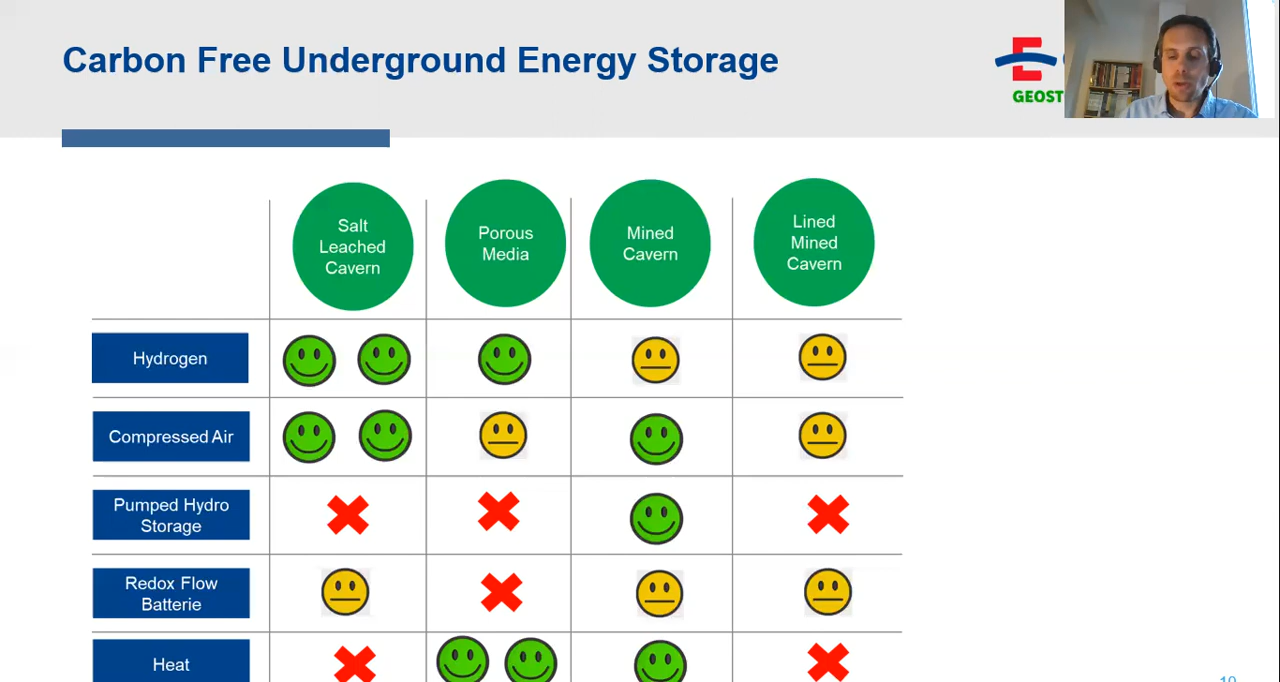 Carbon Free Underground Energy Storage
GEOST
Salt
Leached
Cavern
Porous
Media
Mined
Cavern
Lined
Mined
Cavern
Hydrogen
Compressed Air
Pumped Hydro
Storage
Redox Flow
Batterie
Heat